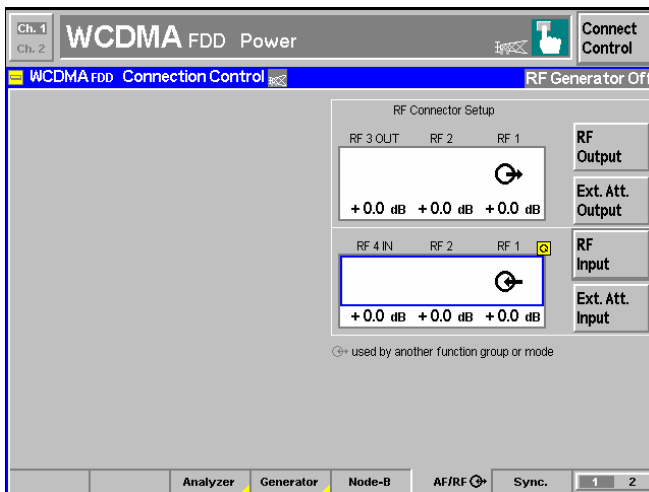 Ch. 1
Ch. 2
WCDMA FDD Power
Connect
Control
WCDMA FDD Connection Control
RF Generator Off
RF Connector Setup
RF 3 OUT RF 2 RF 1
+ 0.0 dB + 0.0 dB + 0.0 dB
RF
Output
Ext. Att.
Output
RF 4 IN RF 2 RF 1
+ 0.0 dB + 0.0 dB + 0.0 dB
RF
Input
Ext. Att.
Input
used by another function group or mode
Analyzer Generator Node-B AF/RF Sync. 1 2